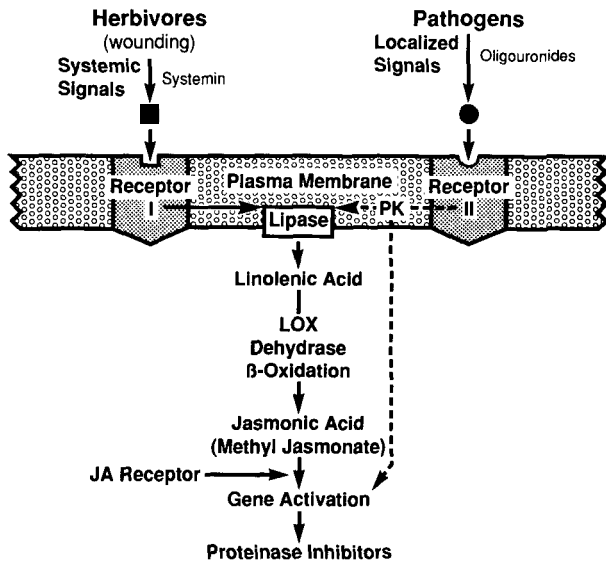 Herbivores
(wounding)
Systemic
Signals
Systemin
Pathogens
Localized
Signals
Oligouronides
Receptor
I
Plasma Membrane
Receptor
II
PK
Lipase
Linolenic Acid
LOX
Dehydrase
ß-Oxidation
Jasmonic Acid
(Methyl Jasmonate)
JA Receptor
Gene Activation
Proteinase Inhibitors